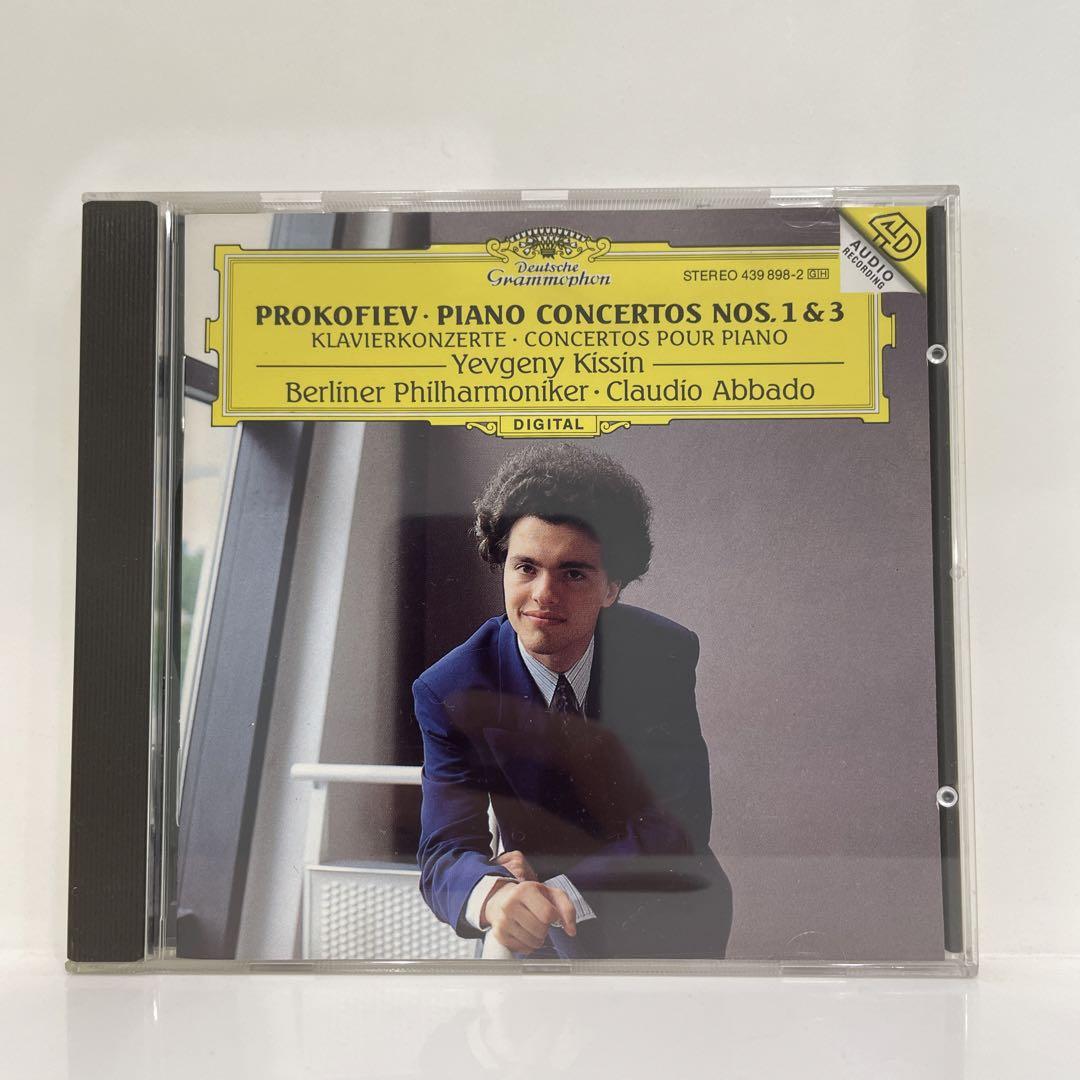 Deutsche
Grammophon
STEREO 439 898-2 GH
4D
AUDIO
RECORDING
PROKOFIEV · PIANO CONCERTOS NOS. 1 & 3
KLAVIERKONZERTE · CONCERTOS POUR PIANO
Yevgeny Kissin
Berliner Philharmoniker · Claudio Abbado
DIGITAL